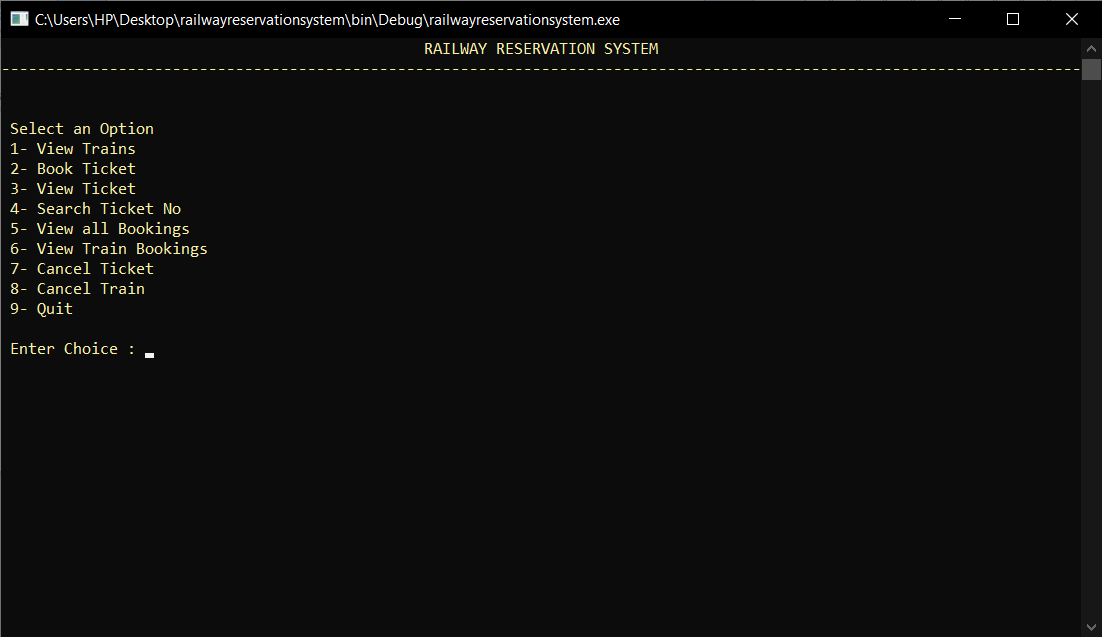 C:\Users\HP\Desktop\railwayreservationsystem\bin\Debug\railwayreservationsystem.exe
RAILWAY RESERVATION SYSTEM
------------------------------------------------------------------------------------------------------------------------
Select an Option
1- View Trains
2- Book Ticket
3- View Ticket
4- Search Ticket No
5- View all Bookings
6- View Train Bookings
7- Cancel Ticket
8- Cancel Train
9- Quit
Enter Choice :